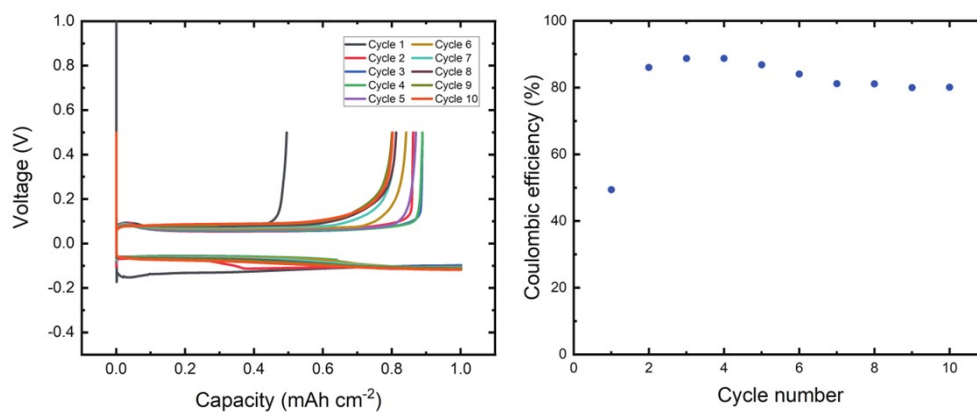 1.0
0.8
0.6
0.4
0.2
0.0
-0.2
-0.4
Voltage (V)
Cycle 1 Cycle 6
Cycle 2 Cycle 7
Cycle 3 Cycle 8
Cycle 4 Cycle 9
Cycle 5 Cycle 10
0.0 0.2 0.4 0.6 0.8 1.0
Capacity (mAh cm⁻²)
100
80
60
40
20
0
Coulombic efficiency (%)
0 2 4 6 8 10
Cycle number